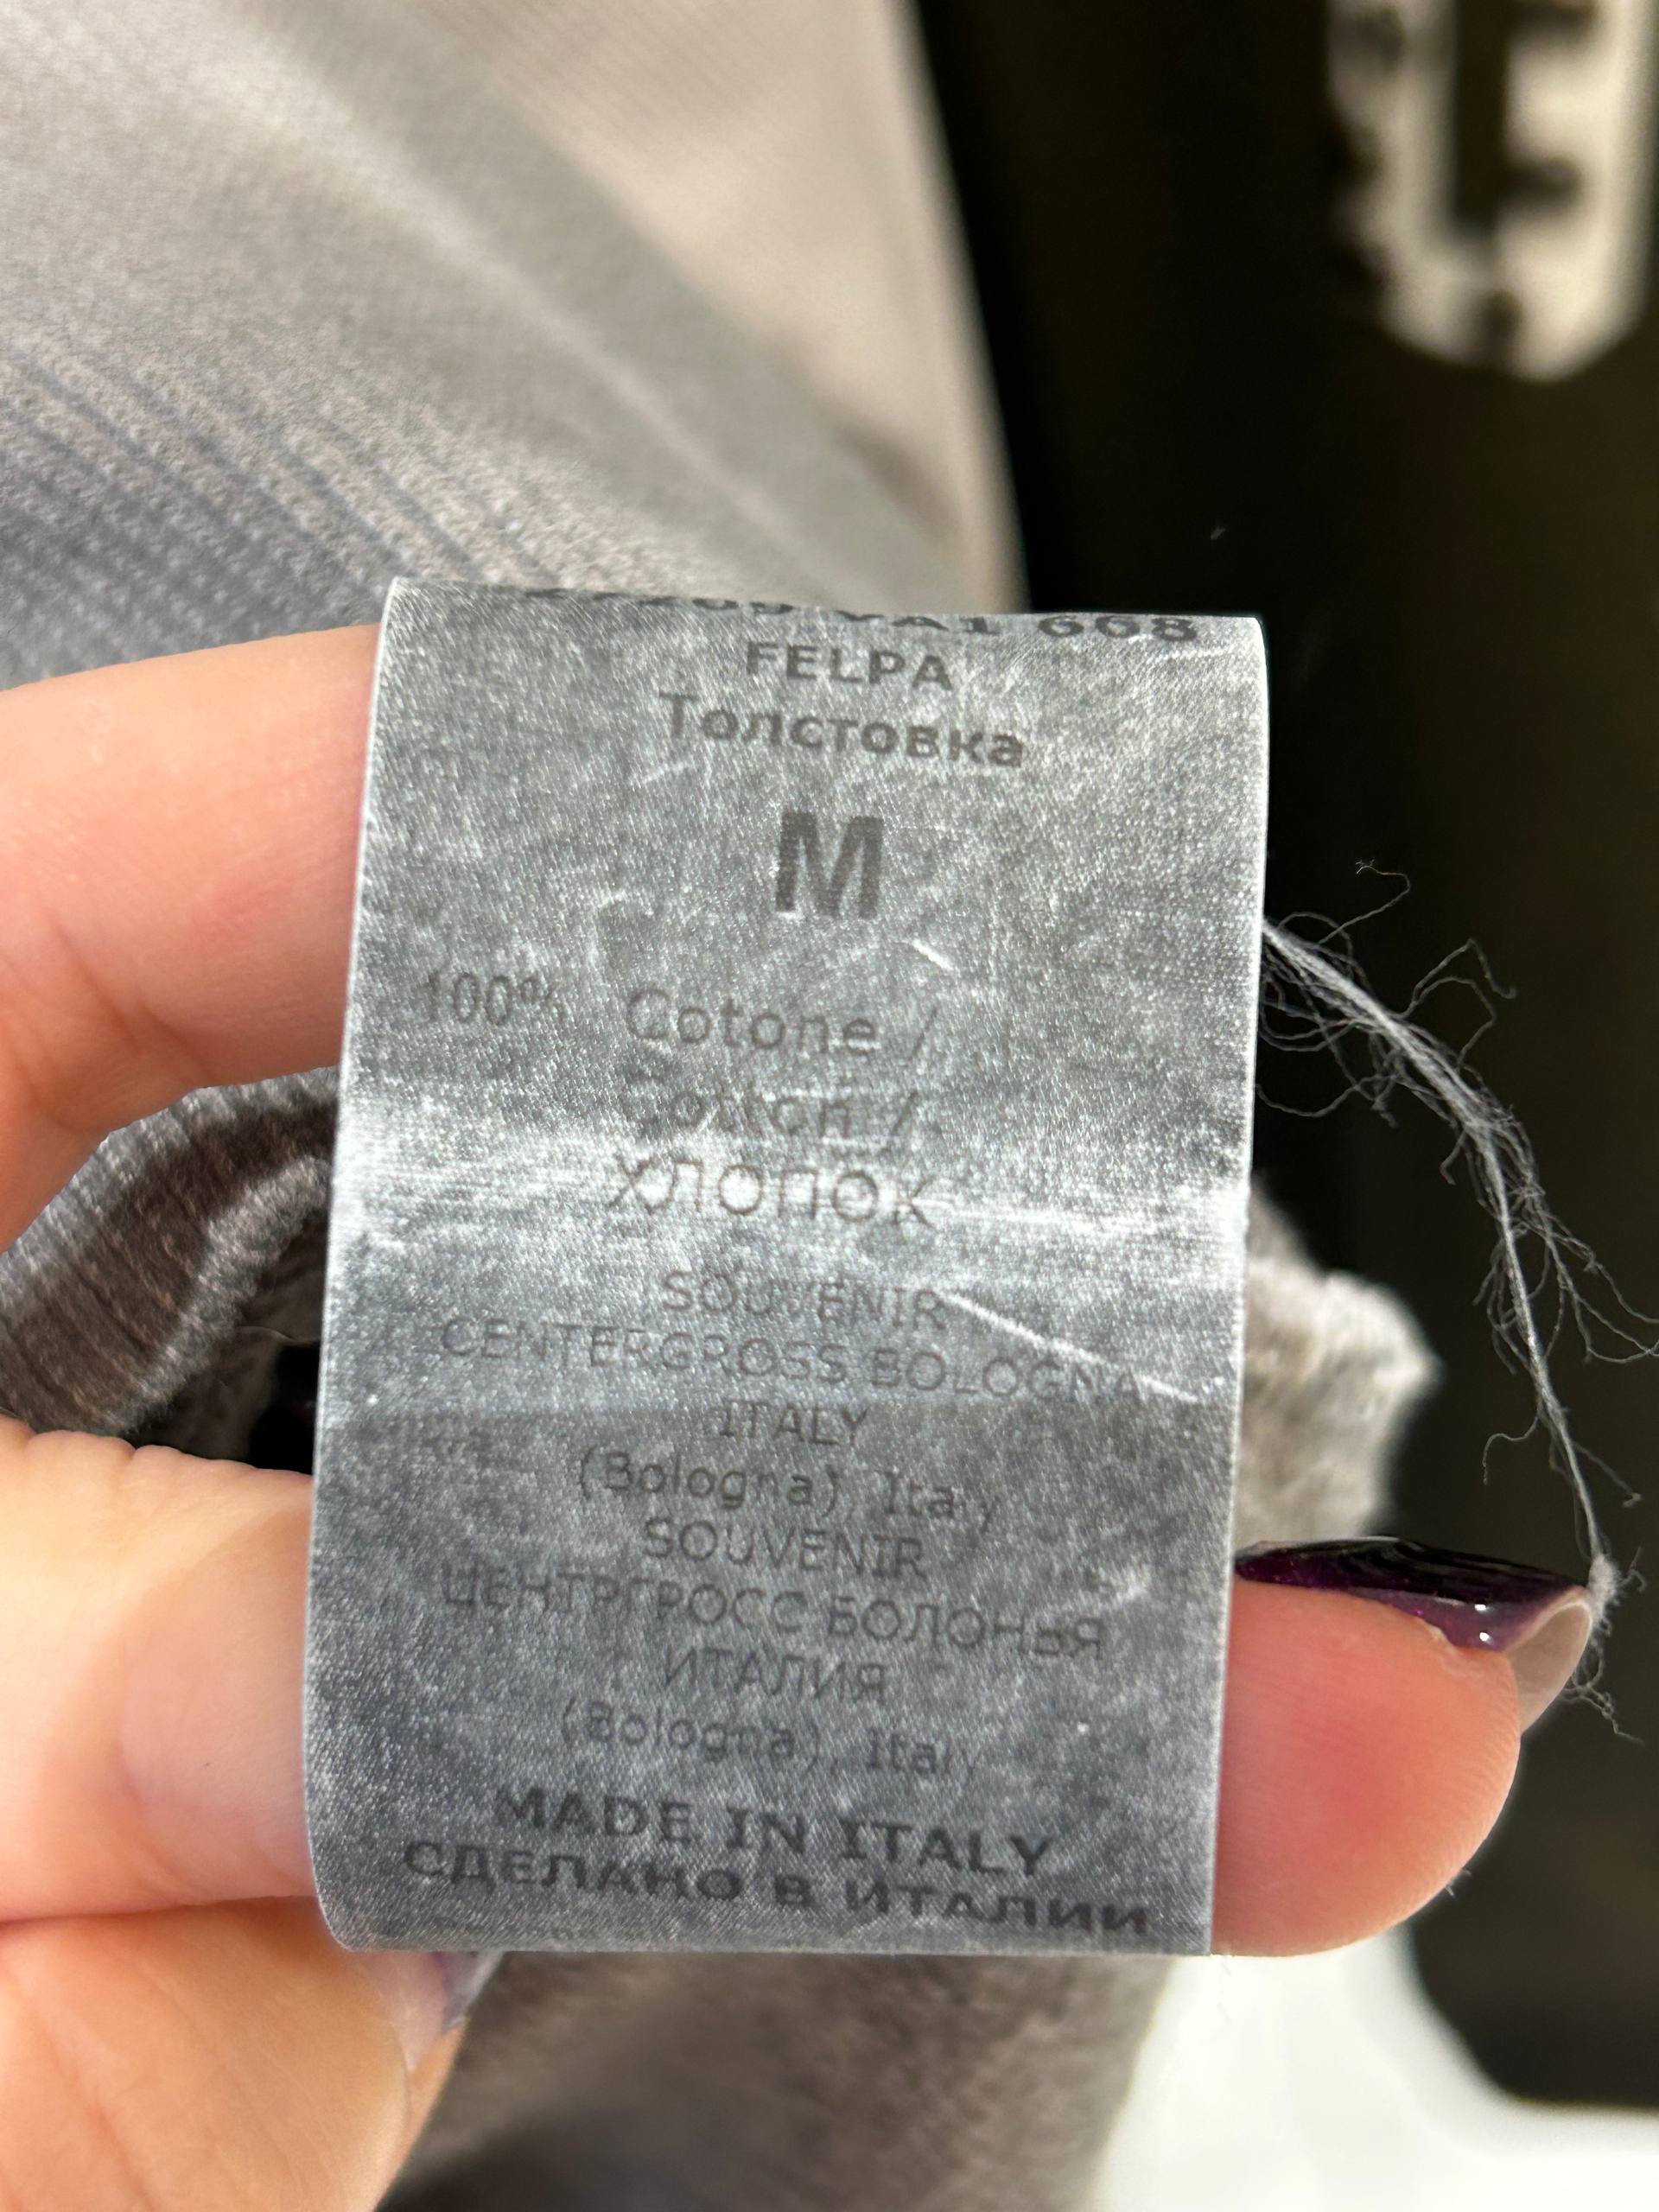 668
FELPA
Толстовка
M
100% Cotone /
Cotton /
ХЛОПОК
SOUVENIR
CENTERGROSS BOLOGNA
ITALY
(Bologna), Italy
SOUVENIR
ЦЕНТРГРОСС БОЛОНЬЯ
ИТАЛИЯ
(Bologna), Italy
MADE IN ITALY
СДЕЛАНО В ИТАЛИИ